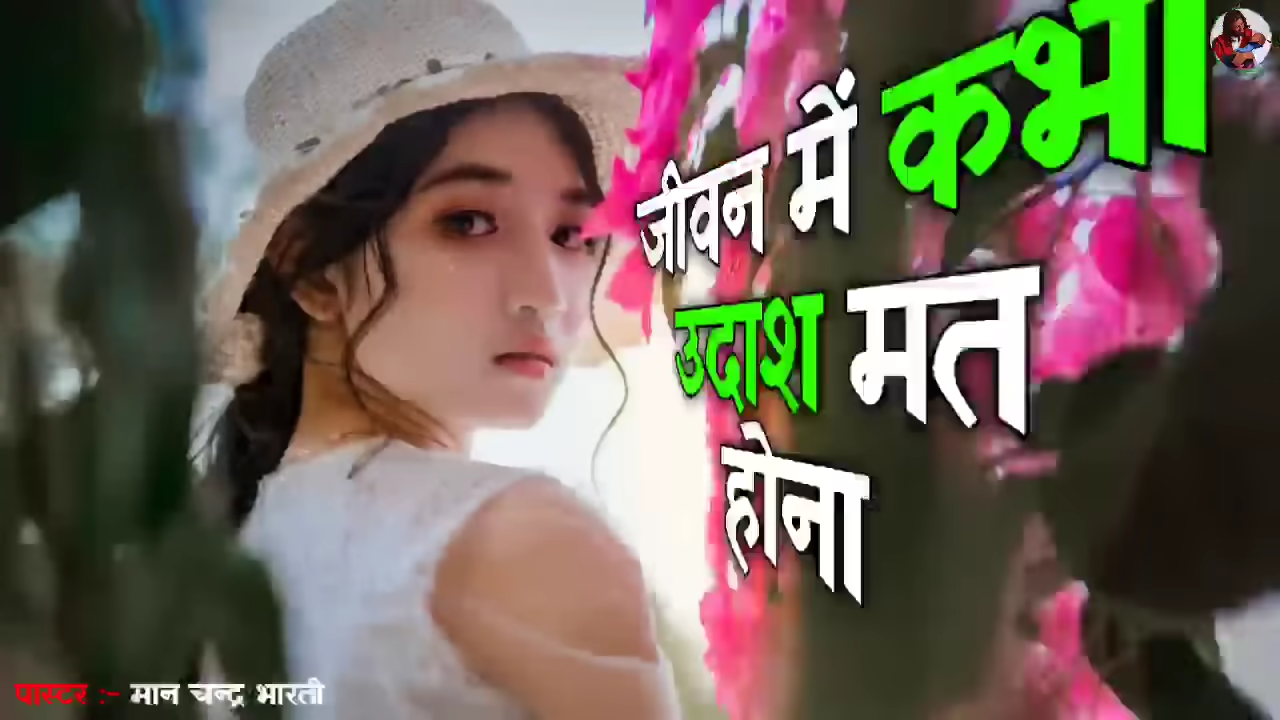 जीवन में कभी
उदाश मत
होना
पास्टर :- मान चन्द्र भारती